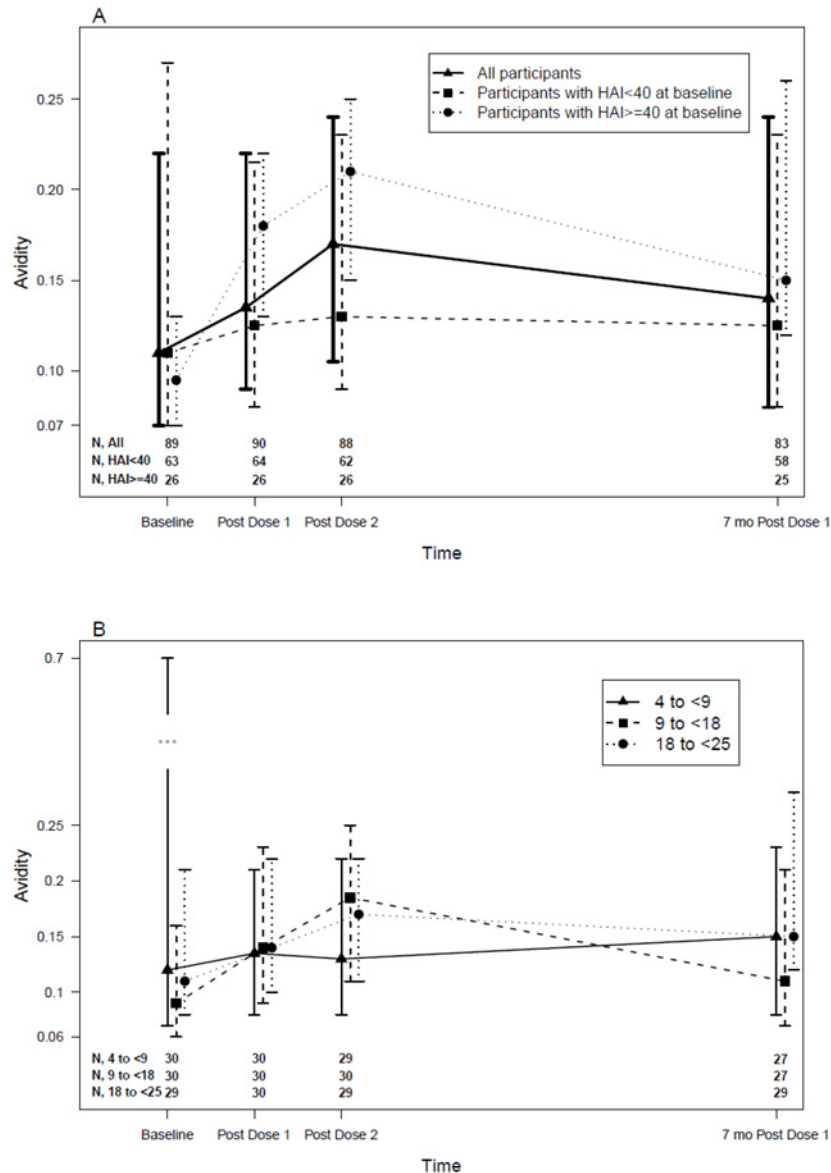 A
All participants
Participants with HAI<40 at baseline
Participants with HAI>=40 at baseline
0.25
0.20
0.15
0.10
0.07
Avidity
N, All 89 90 88 83
N, HAI<40 63 64 62 58
N, HAI>=40 26 26 26 25
Baseline Post Dose 1 Post Dose 2 7 mo Post Dose 1
Time
B
4 to <9
9 to <18
18 to <25
0.7
0.25
0.2
0.15
0.1
0.06
Avidity
N, 4 to <9 30 30 29 27
N, 9 to <18 30 30 30 27
N, 18 to <25 29 30 29 29
Baseline Post Dose 1 Post Dose 2 7 mo Post Dose 1
Time